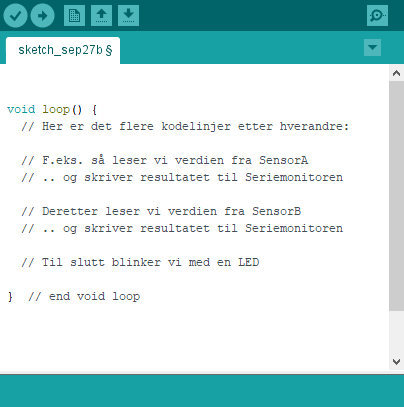 sketch_sep27b §
void loop() {
// Her er det flere kodelinjer etter hverandre:
// F.eks. så leser vi verdien fra SensorA
// .. og skriver resultatet til Seriemonitoren
// Deretter leser vi verdien fra SensorB
// .. og skriver resultatet til Seriemonitoren
// Til slutt blinker vi med en LED
} // end void loop